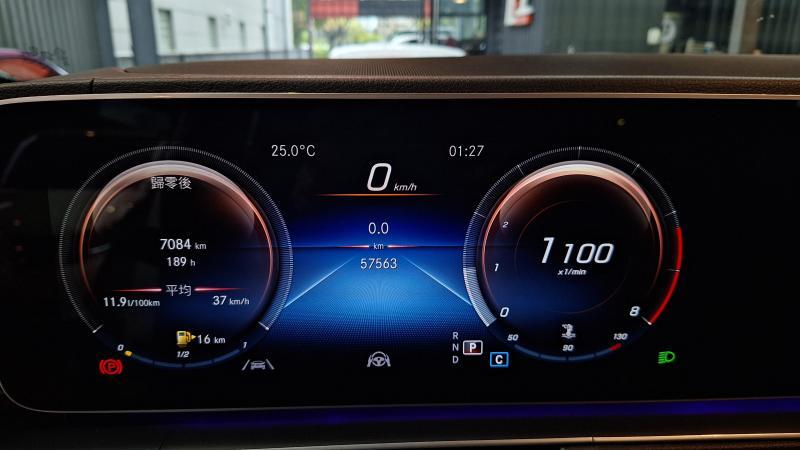 25.0°C
01:27
0 km/h
歸零後
7084 km
189 h
平均
11.9 l/100km
37 km/h
16 km
0
1/2
1
0.0
km
57563
2
1
0
8
1100
x1/min
50
90
130
R
N
D
P
C
P